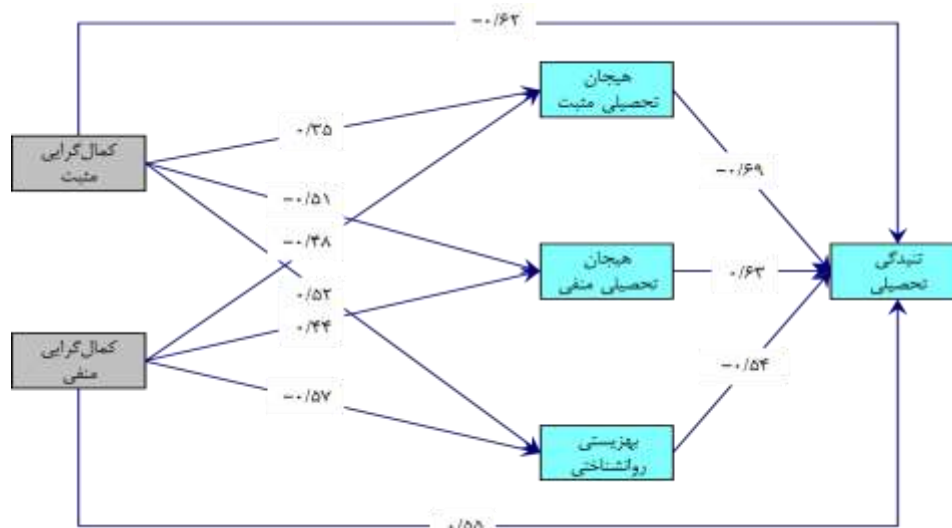 -۰/۶۲
هیجان
تحصیلی مثبت
۰/۳۵
کمال‌گرایی
مثبت
-۰/۶۹
-۰/۵۱
-۰/۴۸
هیجان
تحصیلی منفی
۰/۶۳
تنیدگی
تحصیلی
۰/۵۲
۰/۴۴
کمال‌گرایی
منفی
-۰/۵۷
-۰/۵۴
بهزیستی
روانشناختی
۰/۵۵